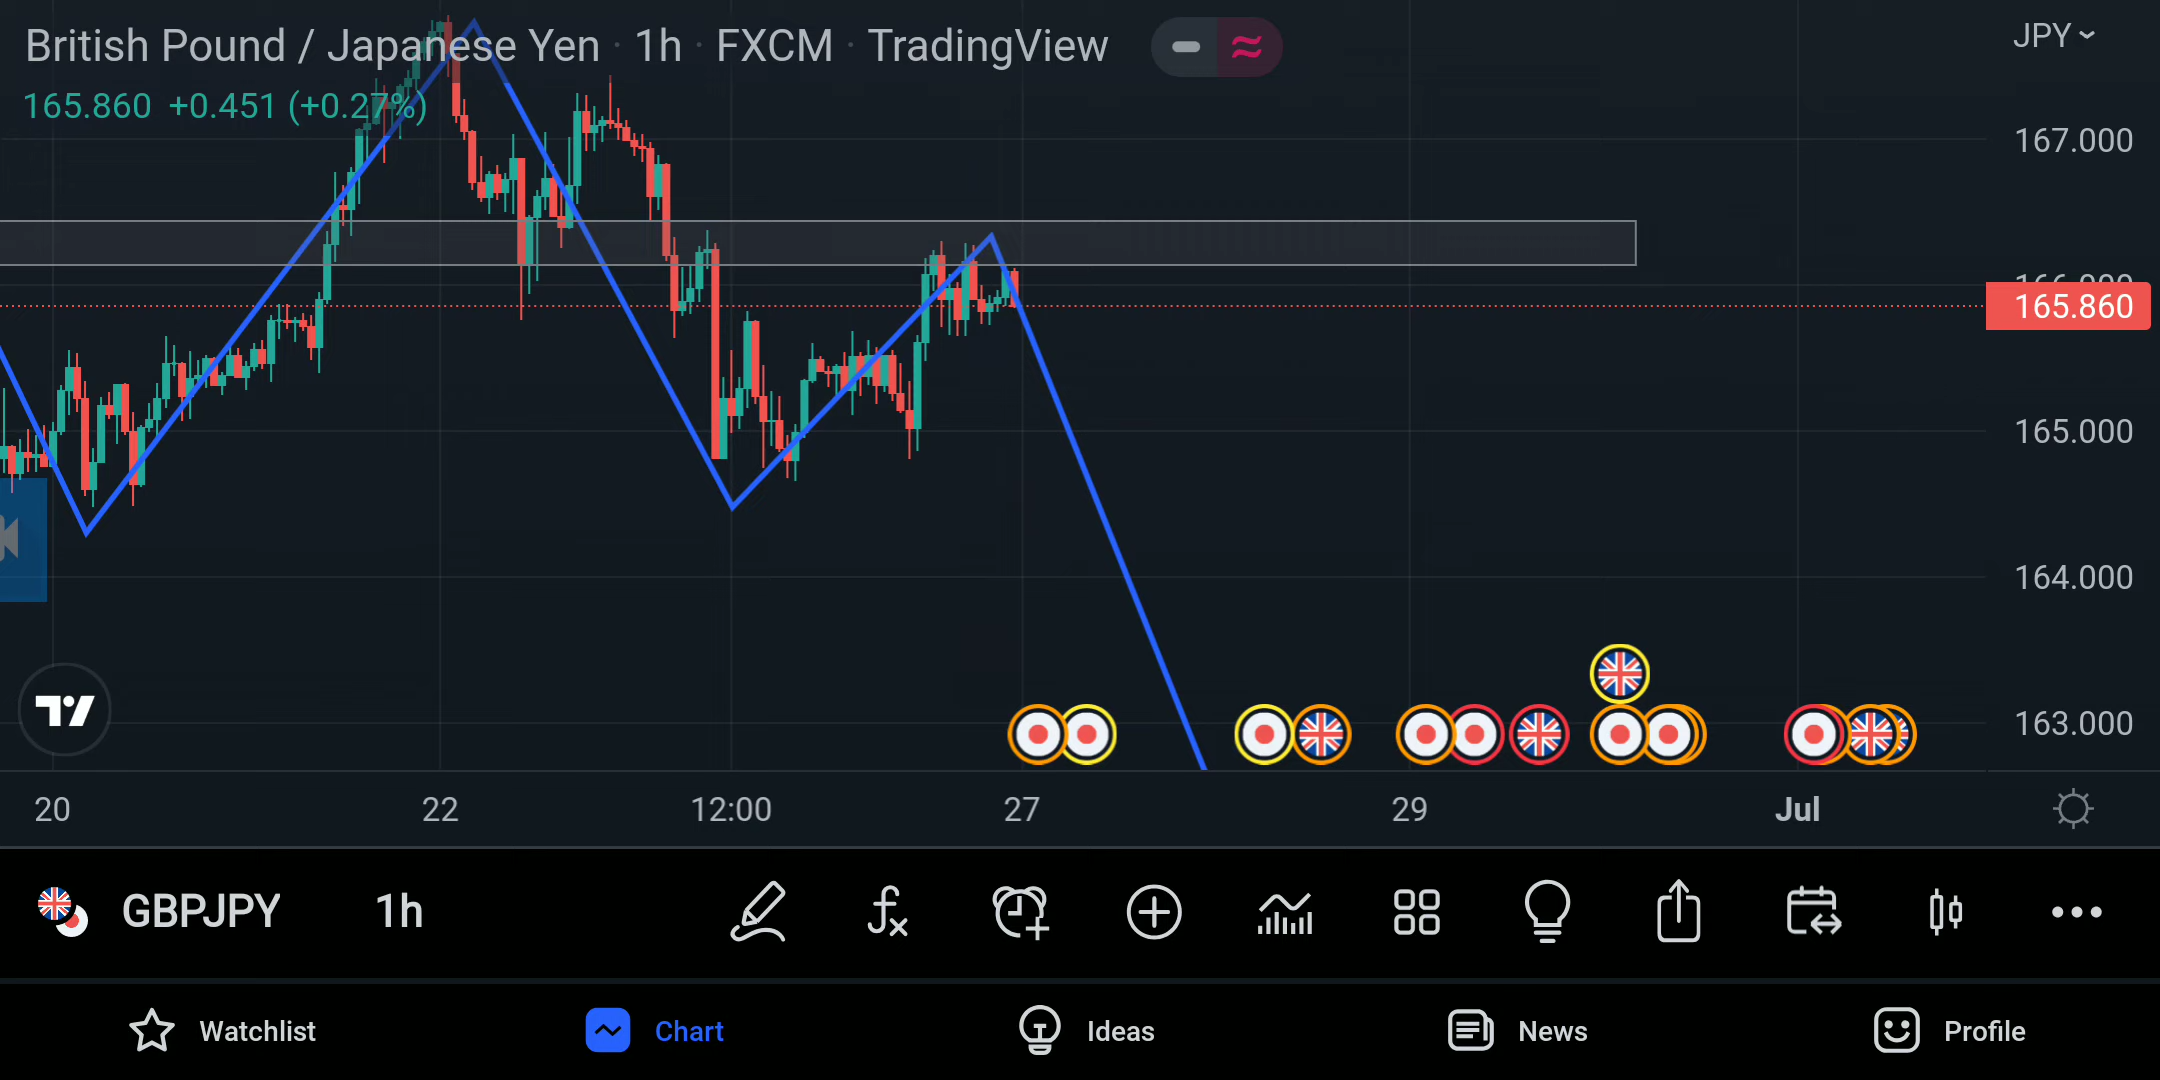 British Pound / Japanese Yen · 1h · FXCM · TradingView
JPY
165.860 +0.451 (+0.27%)
167.000
166.000
165.860
165.000
164.000
163.000
20 22 12:00 27 29 Jul
GBPJPY 1h
Watchlist Chart Ideas News Profile